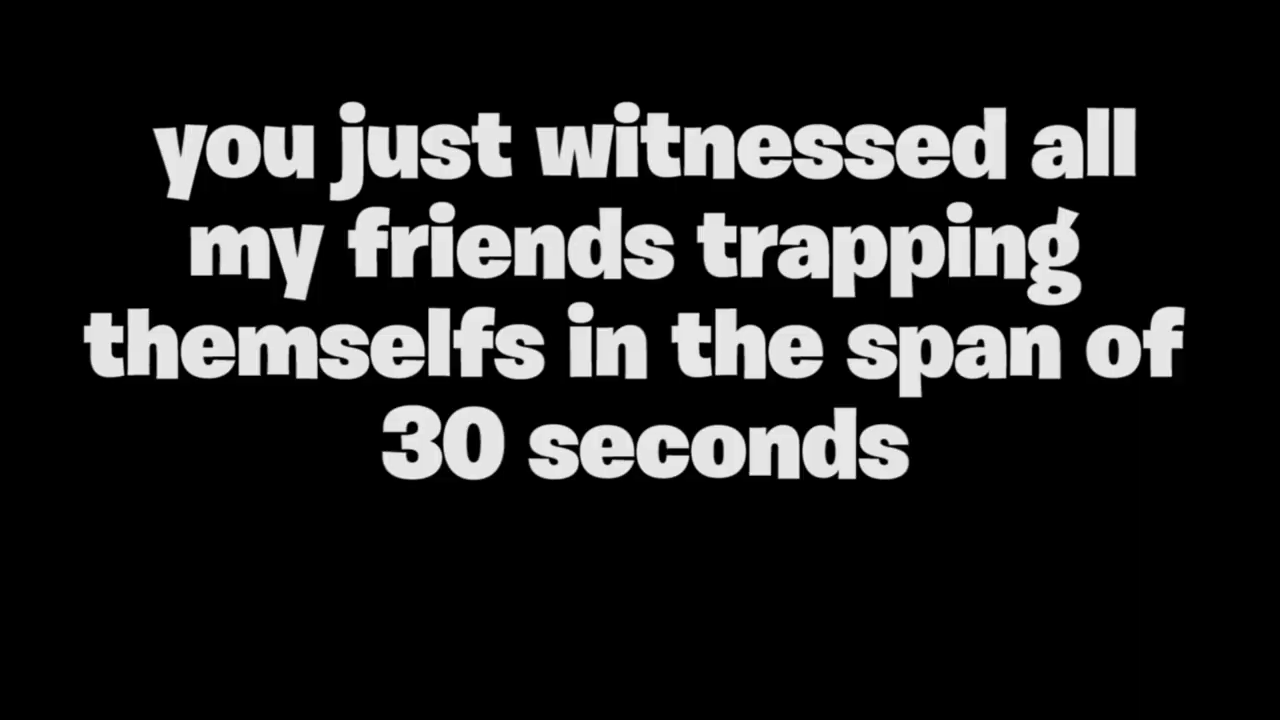 you just witnessed all
my friends trapping
themselfs in the span of
30 seconds